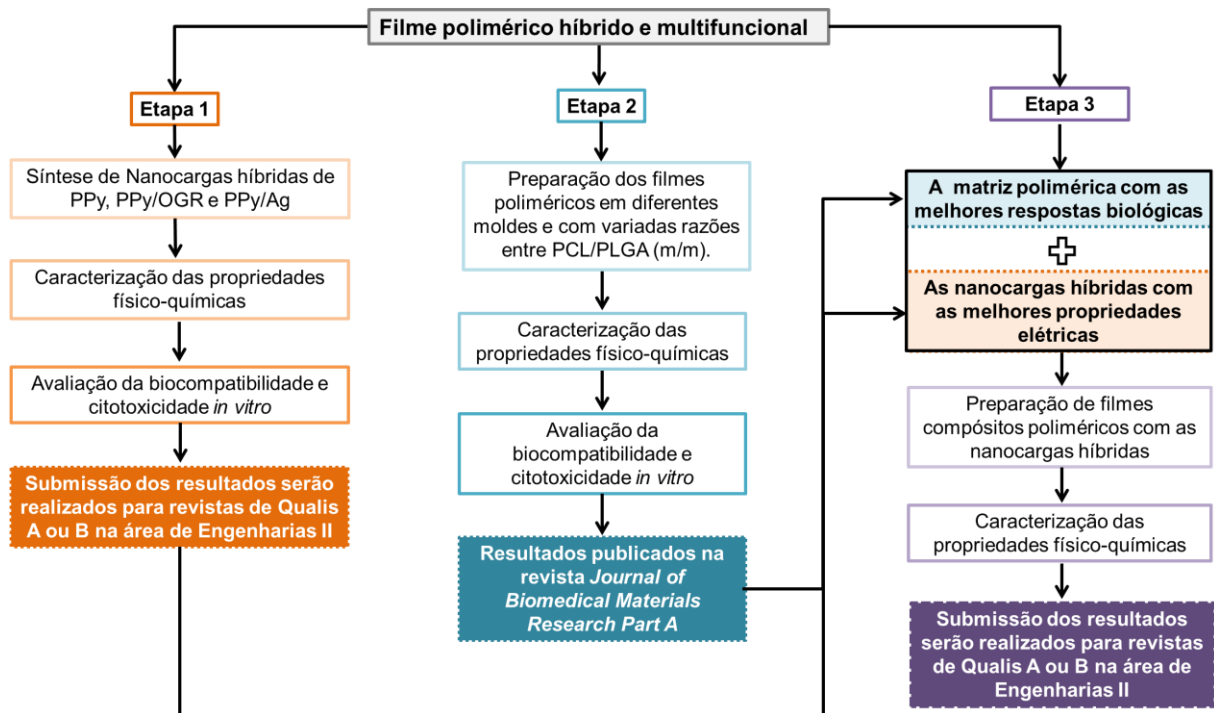 Filme polimérico híbrido e multifuncional
Etapa 1
Síntese de Nanocargas híbridas de
PPy, PPy/OGR e PPy/Ag
Caracterização das propriedades
físico-químicas
Avaliação da biocompatibilidade e
citotoxicidade in vitro
Submissão dos resultados serão
realizados para revistas de Qualis
A ou B na área de Engenharias II
Etapa 2
Preparação dos filmes
poliméricos em diferentes
moldes e com variadas razões
entre PCL/PLGA (m/m).
Caracterização das
propriedades físico-químicas
Avaliação da
biocompatibilidade e
citotoxicidade in vitro
Resultados publicados na
revista Journal of
Biomedical Materials
Research Part A
Etapa 3
A matriz polimérica com as
melhores respostas biológicas
As nanocargas híbridas com
as melhores propriedades
elétricas
Preparação de filmes
compósitos poliméricos com as
nanocargas híbridas
Caracterização das
propriedades físico-químicas
Submissão dos resultados
serão realizados para revistas
de Qualis A ou B na área de
Engenharias II